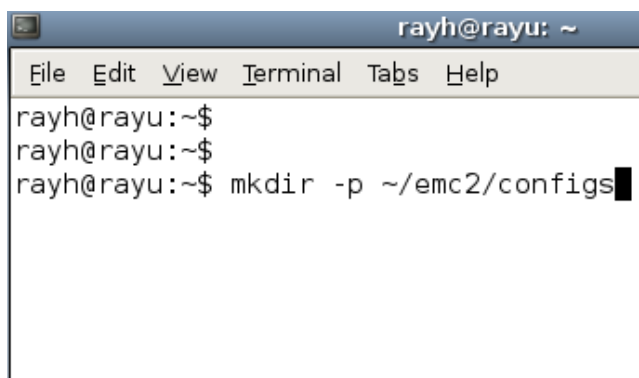 rayh@rayu: ~
File Edit View Terminal Tabs Help
rayh@rayu:~$
rayh@rayu:~$
rayh@rayu:~$ mkdir -p ~/emc2/configs